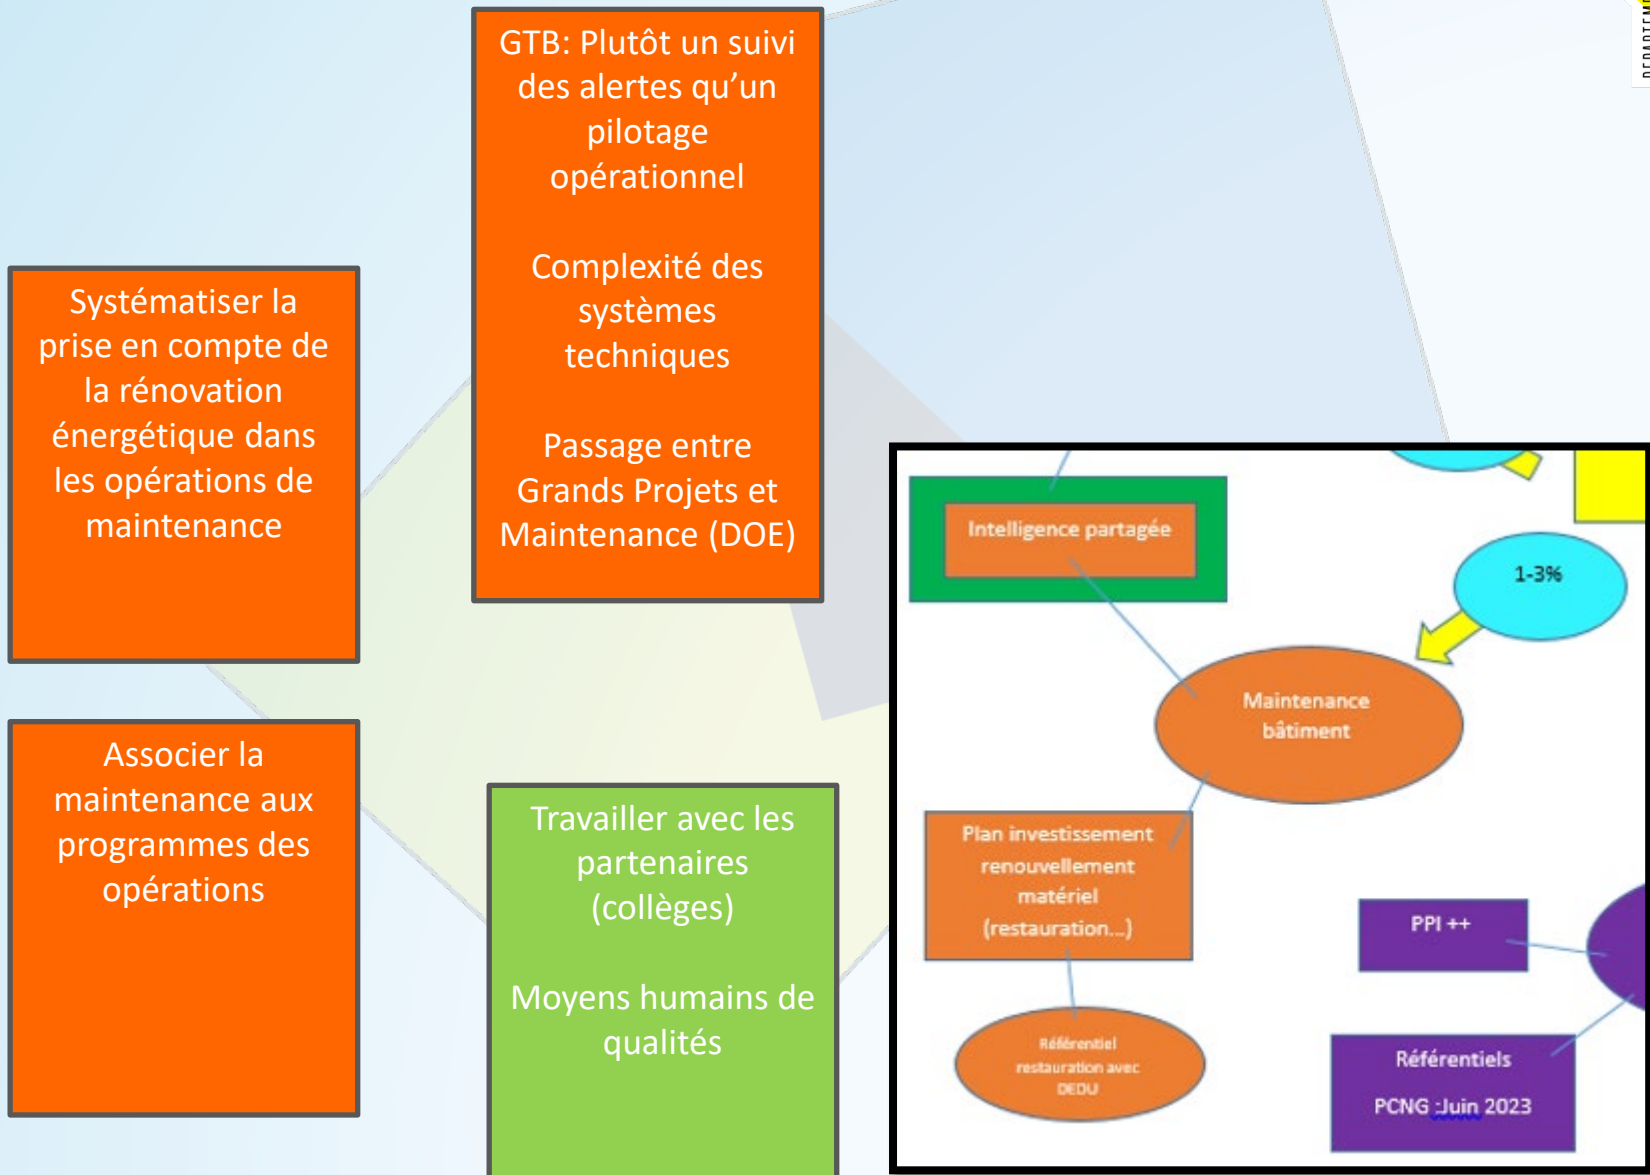 GTB: Plutôt un suivi
des alertes qu’un
pilotage
opérationnel
Complexité des
systèmes
techniques
Passage entre
Grands Projets et
Maintenance (DOE)
Systématiser la
prise en compte de
la rénovation
énergétique dans
les opérations de
maintenance
Associer la
maintenance aux
programmes des
opérations
Travailler avec les
partenaires
(collèges)
Moyens humains de
qualités
Intelligence partagée
1-3%
Maintenance
bâtiment
Plan investissement
renouvellement
matériel
(restauration...)
Référentiel
restauration avec
DEDU
PPI ++
Référentiels
PCNG :Juin 2023